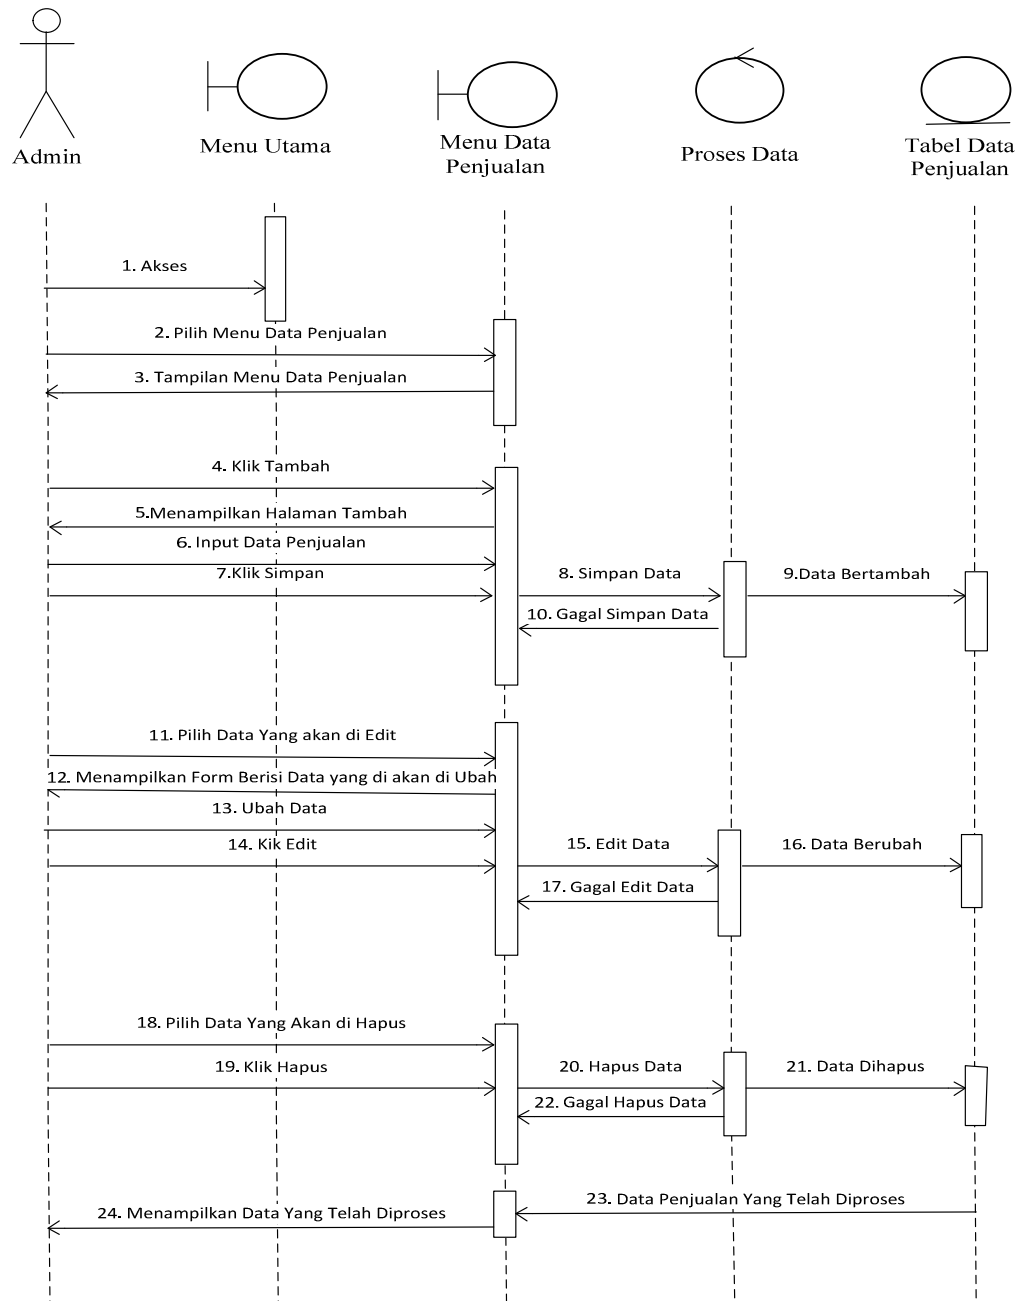 Admin
Menu Utama
Menu Data
Penjualan
Proses Data
Tabel Data
Penjualan
1. Akses
2. Pilih Menu Data Penjualan
3. Tampilan Menu Data Penjualan
4. Klik Tambah
5.Menampilkan Halaman Tambah
6. Input Data Penjualan
7.Klik Simpan
8. Simpan Data
9.Data Bertambah
10. Gagal Simpan Data
11. Pilih Data Yang akan di Edit
12. Menampilkan Form Berisi Data yang di akan di Ubah
13. Ubah Data
14. Kik Edit
15. Edit Data
16. Data Berubah
17. Gagal Edit Data
18. Pilih Data Yang Akan di Hapus
19. Klik Hapus
20. Hapus Data
21. Data Dihapus
22. Gagal Hapus Data
23. Data Penjualan Yang Telah Diproses
24. Menampilkan Data Yang Telah Diproses